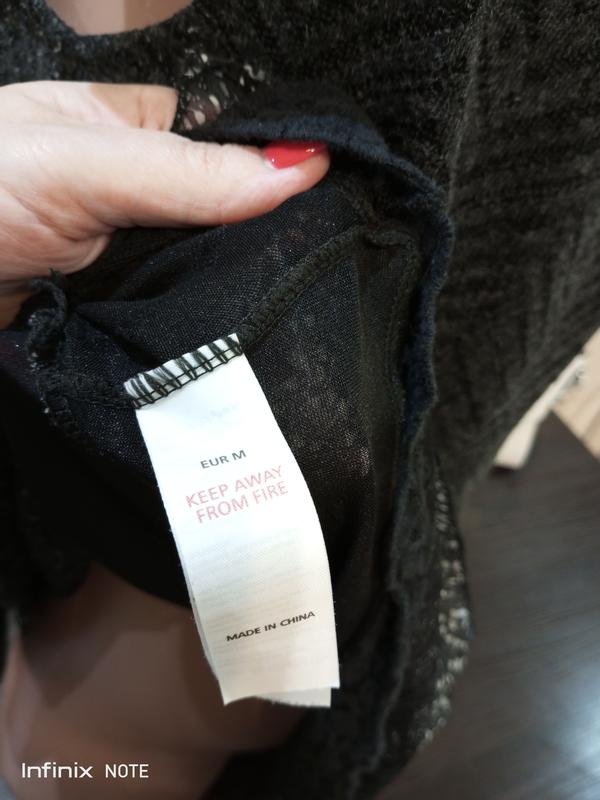 EUR M
KEEP AWAY
FROM FIRE
MADE IN CHINA
Infinix NOTE